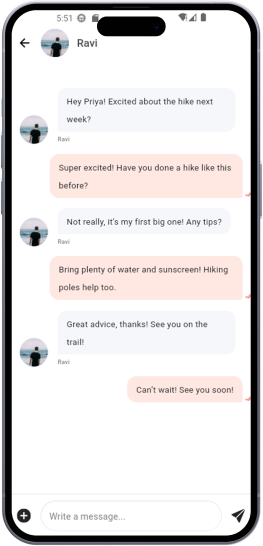 5:51
Ravi
Hey Priya! Excited about the hike next
week?
Ravi
Super excited! Have you done a hike like this
before?
Not really, it's my first big one! Any tips?
Ravi
Bring plenty of water and sunscreen! Hiking
poles help too.
Great advice, thanks! See you on the
trail!
Ravi
Can't wait! See you soon!
Write a message...